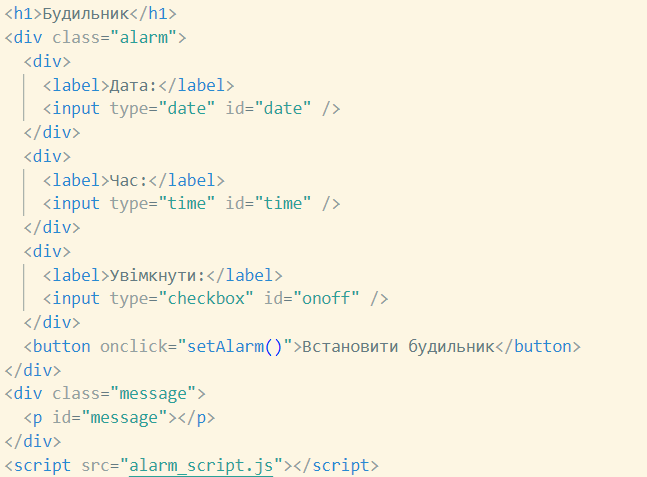 <h1>Будильник</h1>
<div class="alarm">
<div>
<label>Дата:</label>
<input type="date" id="date" />
</div>
<div>
<label>Час:</label>
<input type="time" id="time" />
</div>
<div>
<label>Увімкнути:</label>
<input type="checkbox" id="onoff" />
</div>
<button onclick="setAlarm()">Встановити будильник</button>
</div>
<div class="message">
<p id="message"></p>
</div>
<script src="alarm_script.js"></script>